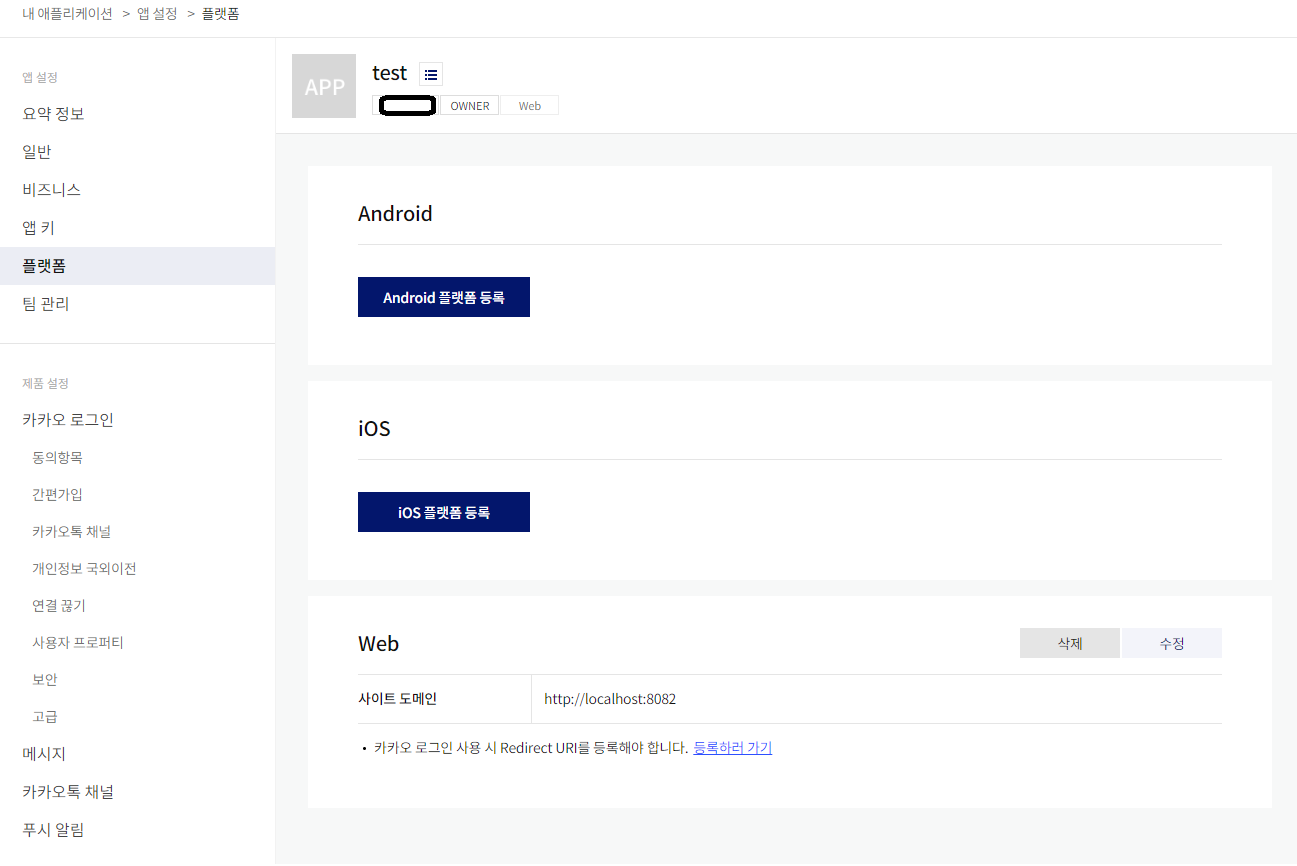 내 애플리케이션 > 앱 설정 > 플랫폼
앱 설정
요약 정보
일반
비즈니스
앱 키
플랫폼
팀 관리
제품 설정
카카오 로그인
동의항목
간편가입
카카오톡 채널
개인정보 국외이전
연결 끊기
사용자 프로퍼티
보안
고급
메시지
카카오톡 채널
푸시 알림
APP
test
OWNER
Web
Android
Android 플랫폼 등록
iOS
iOS 플랫폼 등록
Web
삭제
수정
사이트 도메인
http://localhost:8082
• 카카오 로그인 사용 시 Redirect URI를 등록해야 합니다. 등록하러 가기